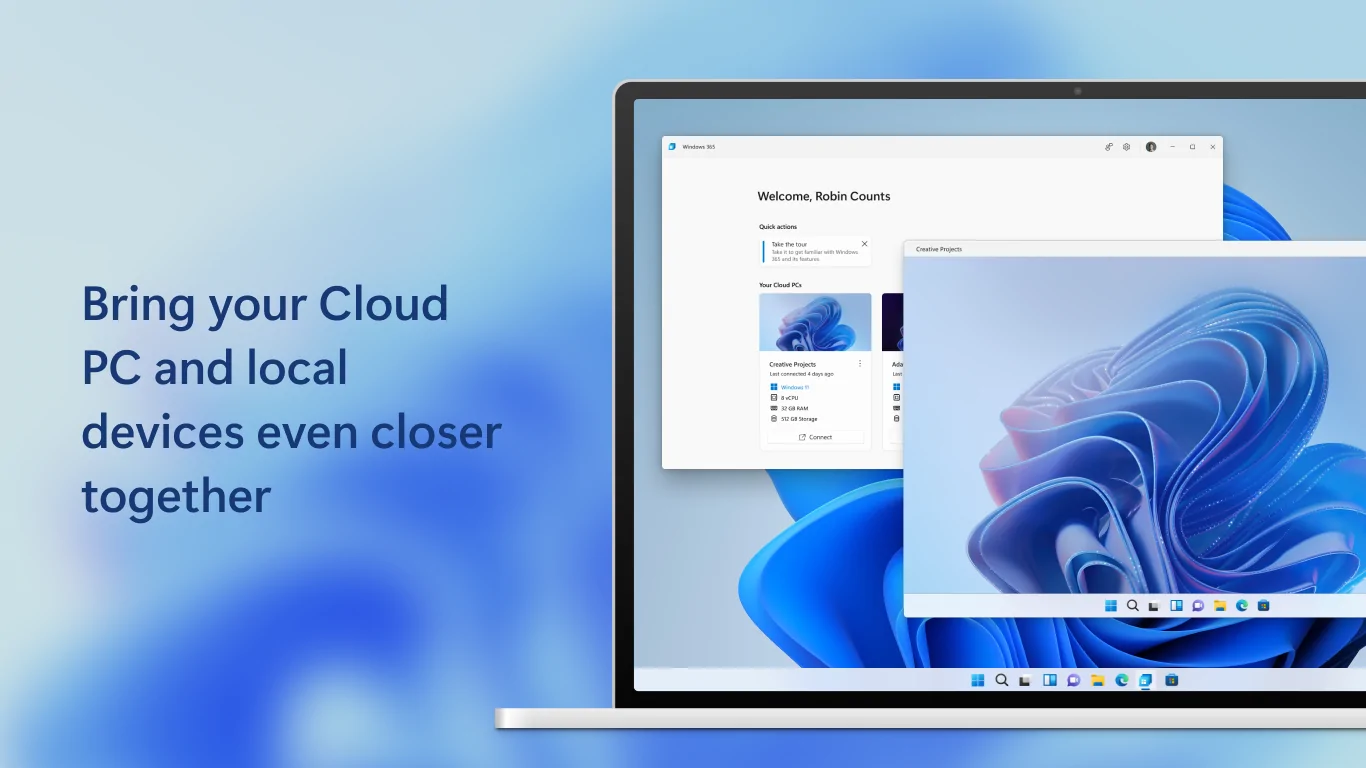 Bring your Cloud
PC and local
devices even closer
together
Windows 365
Welcome, Robin Counts
Quick actions
Take the tour
Take it to get familiar with Windows
365 and its features.
Your Cloud PCs
Creative Projects
Last connected 4 days ago
Windows 11
8 vCPU
32 GB RAM
512 GB Storage
Connect
Ada
Last
Creative Projects